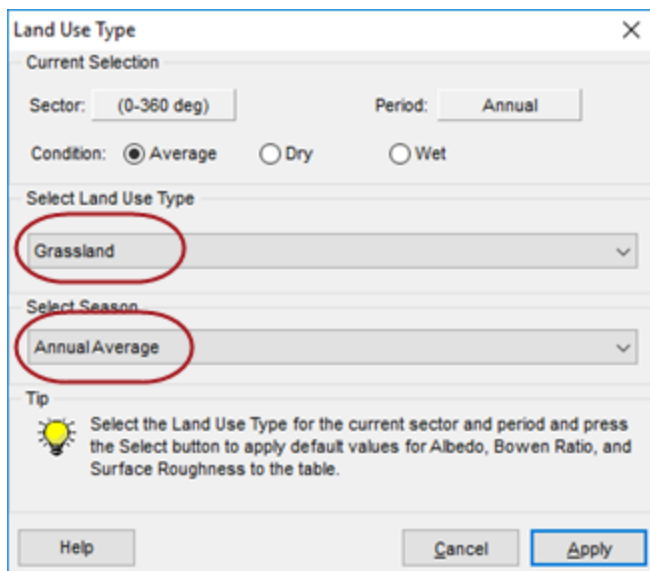 Land Use Type
Current Selection
Sector: (0-360 deg) Period: Annual
Condition: Average Dry Wet
Select Land Use Type
Grassland
Select Season
Annual Average
Tip
Select the Land Use Type for the current sector and period and press
the Select button to apply default values for Albedo, Bowen Ratio, and
Surface Roughness to the table.
Help Cancel Apply